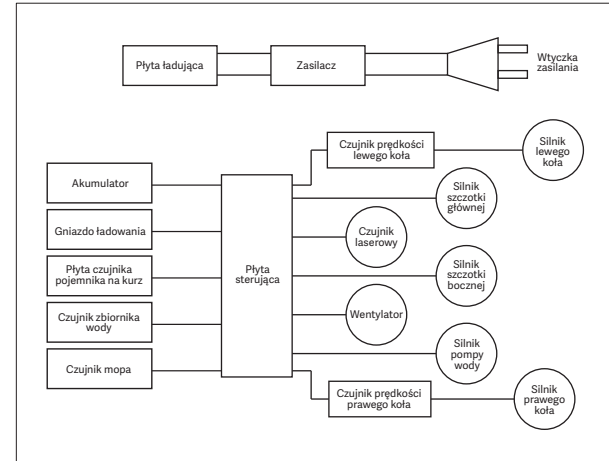 Płyta ładująca
Zasilacz
Wtyczka
zasilania
Czujnik prędkości
lewego koła
Silnik
lewego
koła
Akumulator
Silnik
szczotki
głównej
Gniazdo ładowania
Czujnik
laserowy
Płyta czujnika
pojemnika na kurz
Płyta
sterująca
Silnik
szczotki
bocznej
Czujnik zbiornika
wody
Wentylator
Czujnik mopa
Silnik
pompy
wody
Czujnik prędkości
prawego koła
Silnik
prawego
koła